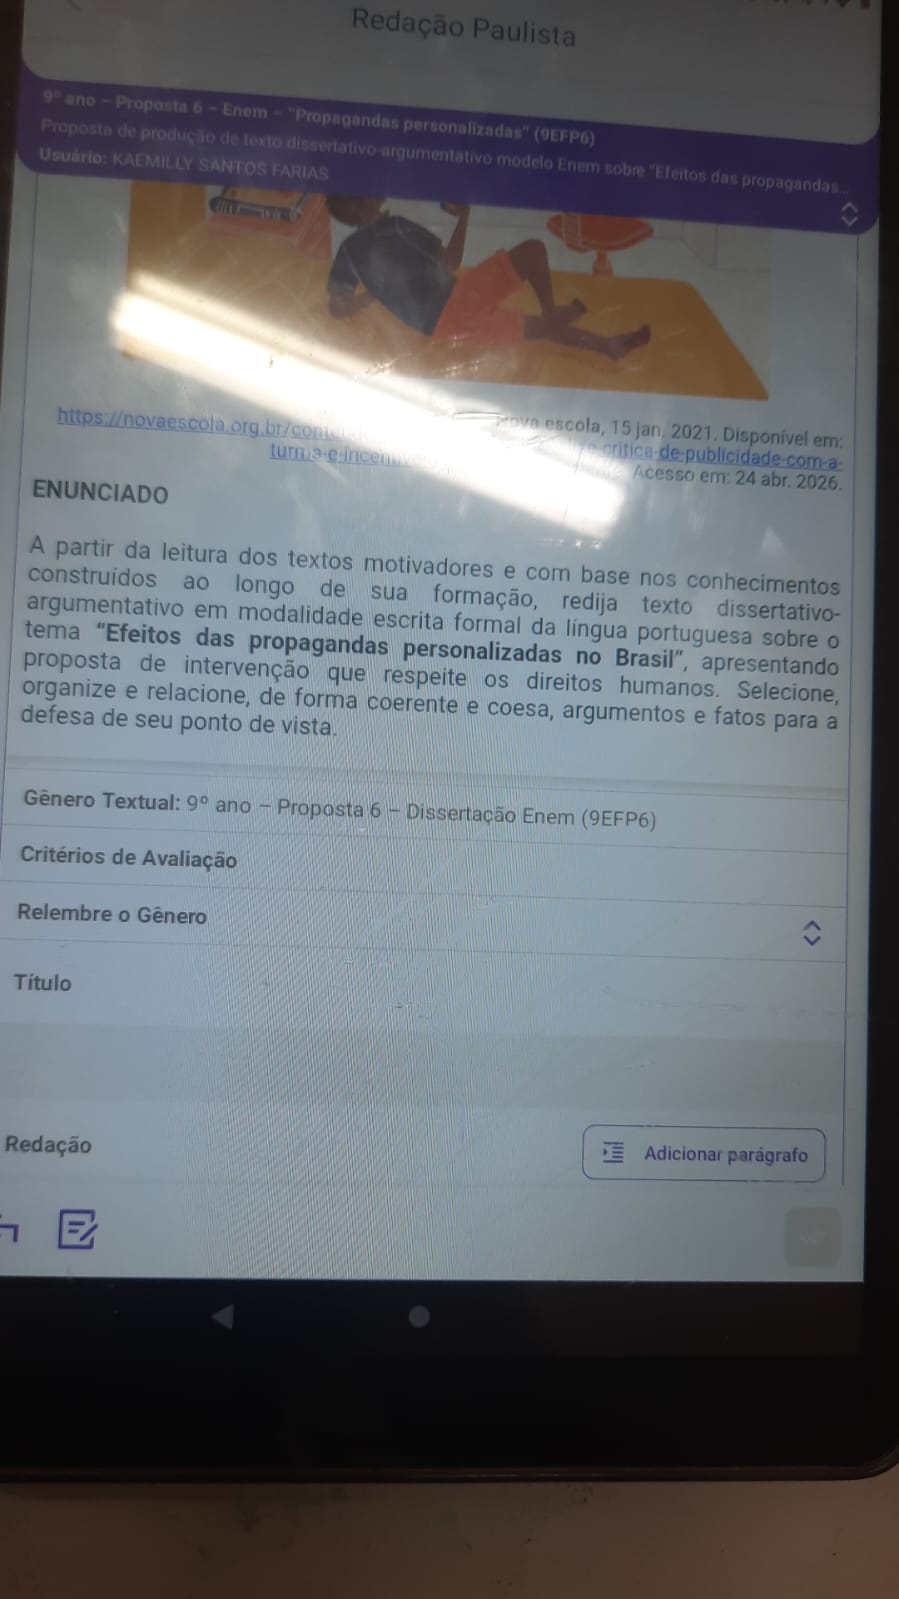 Redação Paulista
9º ano – Proposta 6 – Enem – "Propagandas personalizadas" (9EFP6)
Proposta de produção de texto dissertativo-argumentativo modelo Enem sobre "Efeitos das propagandas...
Usuário: KAEMILLY SANTOS FARIAS
Nova escola, 15 jan. 2021. Disponível em:
https://novaescola.org.br/
critica-de-publicidade-com-a-
turma-e-incen
Acesso em: 24 abr. 2026.
ENUNCIADO
A partir da leitura dos textos motivadores e com base nos conhecimentos
construídos ao longo de sua formação, redija texto dissertativo-
argumentativo em modalidade escrita formal da língua portuguesa sobre o
tema "Efeitos das propagandas personalizadas no Brasil", apresentando
proposta de intervenção que respeite os direitos humanos. Selecione,
organize e relacione, de forma coerente e coesa, argumentos e fatos para a
defesa de seu ponto de vista.
Gênero Textual: 9º ano – Proposta 6 – Dissertação Enem (9EFP6)
Critérios de Avaliação
Relembre o Gênero
Título
Redação
Adicionar parágrafo